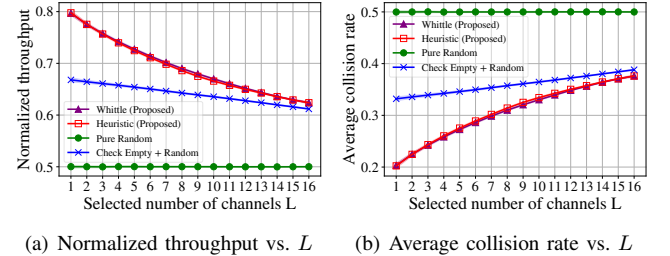 0.8
0.7
0.6
0.5
Normalized throughput
Whittle (Proposed)
Heuristic (Proposed)
Pure Random
Check Empty + Random
1 2 3 4 5 6 7 8 9 10 11 12 13 14 15 16
Selected number of channels L
(a) Normalized throughput vs. L
0.5
0.4
0.3
0.2
Average collision rate
Whittle (Proposed)
Heuristic (Proposed)
Pure Random
Check Empty + Random
1 2 3 4 5 6 7 8 9 10 11 12 13 14 15 16
Selected number of channels L
(b) Average collision rate vs. L